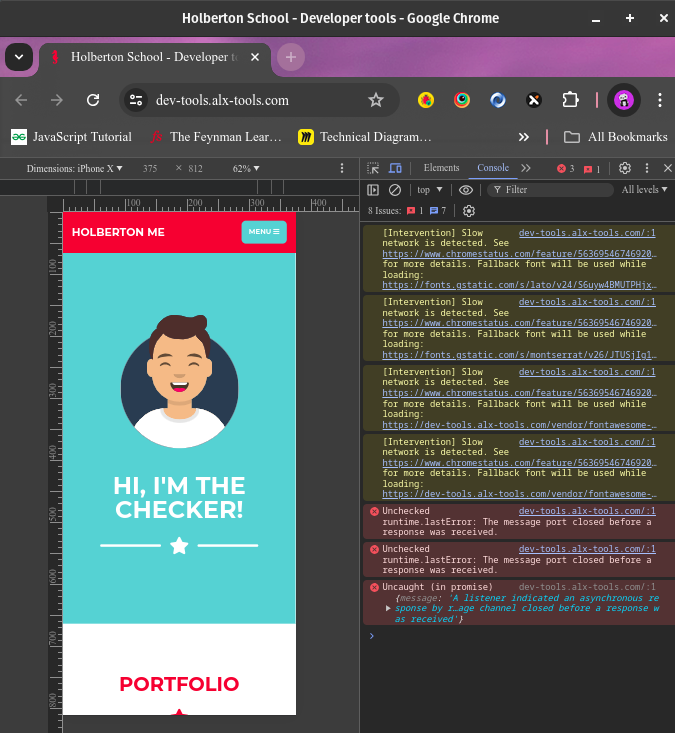 Holberton School - Developer tools - Google Chrome
Holberton School - Developer to
dev-tools.alx-tools.com
JavaScript Tutorial
The Feynman Lear…
Technical Diagram…
All Bookmarks
Dimensions: iPhone X ▼ 375 × 812 62% ▼
Elements Console 3 1
top ▼ Filter All levels
8 Issues: 1 7
100 200 300 400
100
200
300
400
500
600
700
800
HOLBERTON ME
MENU
HI, I'M THE
CHECKER!
PORTFOLIO
[Intervention] Slow dev-tools.alx-tools.com/:1
network is detected. See
https://www.chromestatus.com/feature/56369546746920…
for more details. Fallback font will be used while
loading:
https://fonts.gstatic.com/s/lato/v24/S6uyw4BMUTPHjx…
[Intervention] Slow dev-tools.alx-tools.com/:1
network is detected. See
https://www.chromestatus.com/feature/56369546746920…
for more details. Fallback font will be used while
loading:
https://fonts.gstatic.com/s/montserrat/v26/JTUSjIg1…
[Intervention] Slow dev-tools.alx-tools.com/:1
network is detected. See
https://www.chromestatus.com/feature/56369546746920…
for more details. Fallback font will be used while
loading:
https://dev-tools.alx-tools.com/vendor/fontawesome-…
[Intervention] Slow dev-tools.alx-tools.com/:1
network is detected. See
https://www.chromestatus.com/feature/56369546746920…
for more details. Fallback font will be used while
loading:
https://dev-tools.alx-tools.com/vendor/fontawesome-…
Unchecked dev-tools.alx-tools.com/:1
runtime.lastError: The message port closed before a
response was received.
Unchecked dev-tools.alx-tools.com/:1
runtime.lastError: The message port closed before a
response was received.
Uncaught (in promise) dev-tools.alx-tools.com/:1
{message: 'A listener indicated an asynchronous re
sponse by r…age channel closed before a response w
as received'}